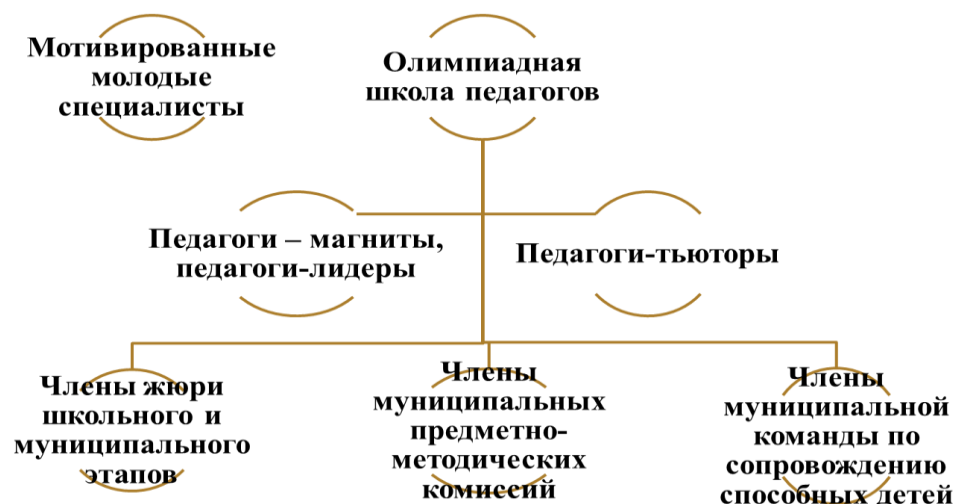 Мотивированные
молодые
специалисты
Олимпиадная
школа педагогов
Педагоги – магниты,
педагоги-лидеры
Педагоги-тьюторы
Члены жюри
школьного и
муниципального
этапов
Члены
муниципальных
предметно-
методических
комиссий
Члены
муниципальной
команды по
сопровождению
способных детей